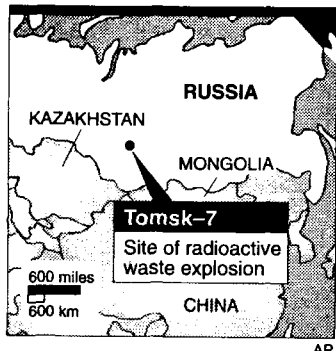 RUSSIA
KAZAKHSTAN
MONGOLIA
Tomsk–7
Site of radioactive
waste explosion
600 miles
600 km
CHINA
AP